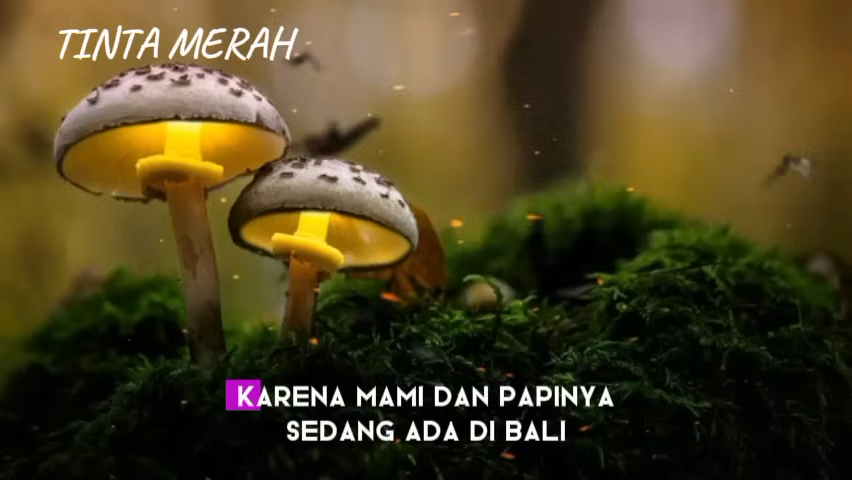 TINTA MERAH
KARENA MAMI DAN PAPINYA
SEDANG ADA DI BALI